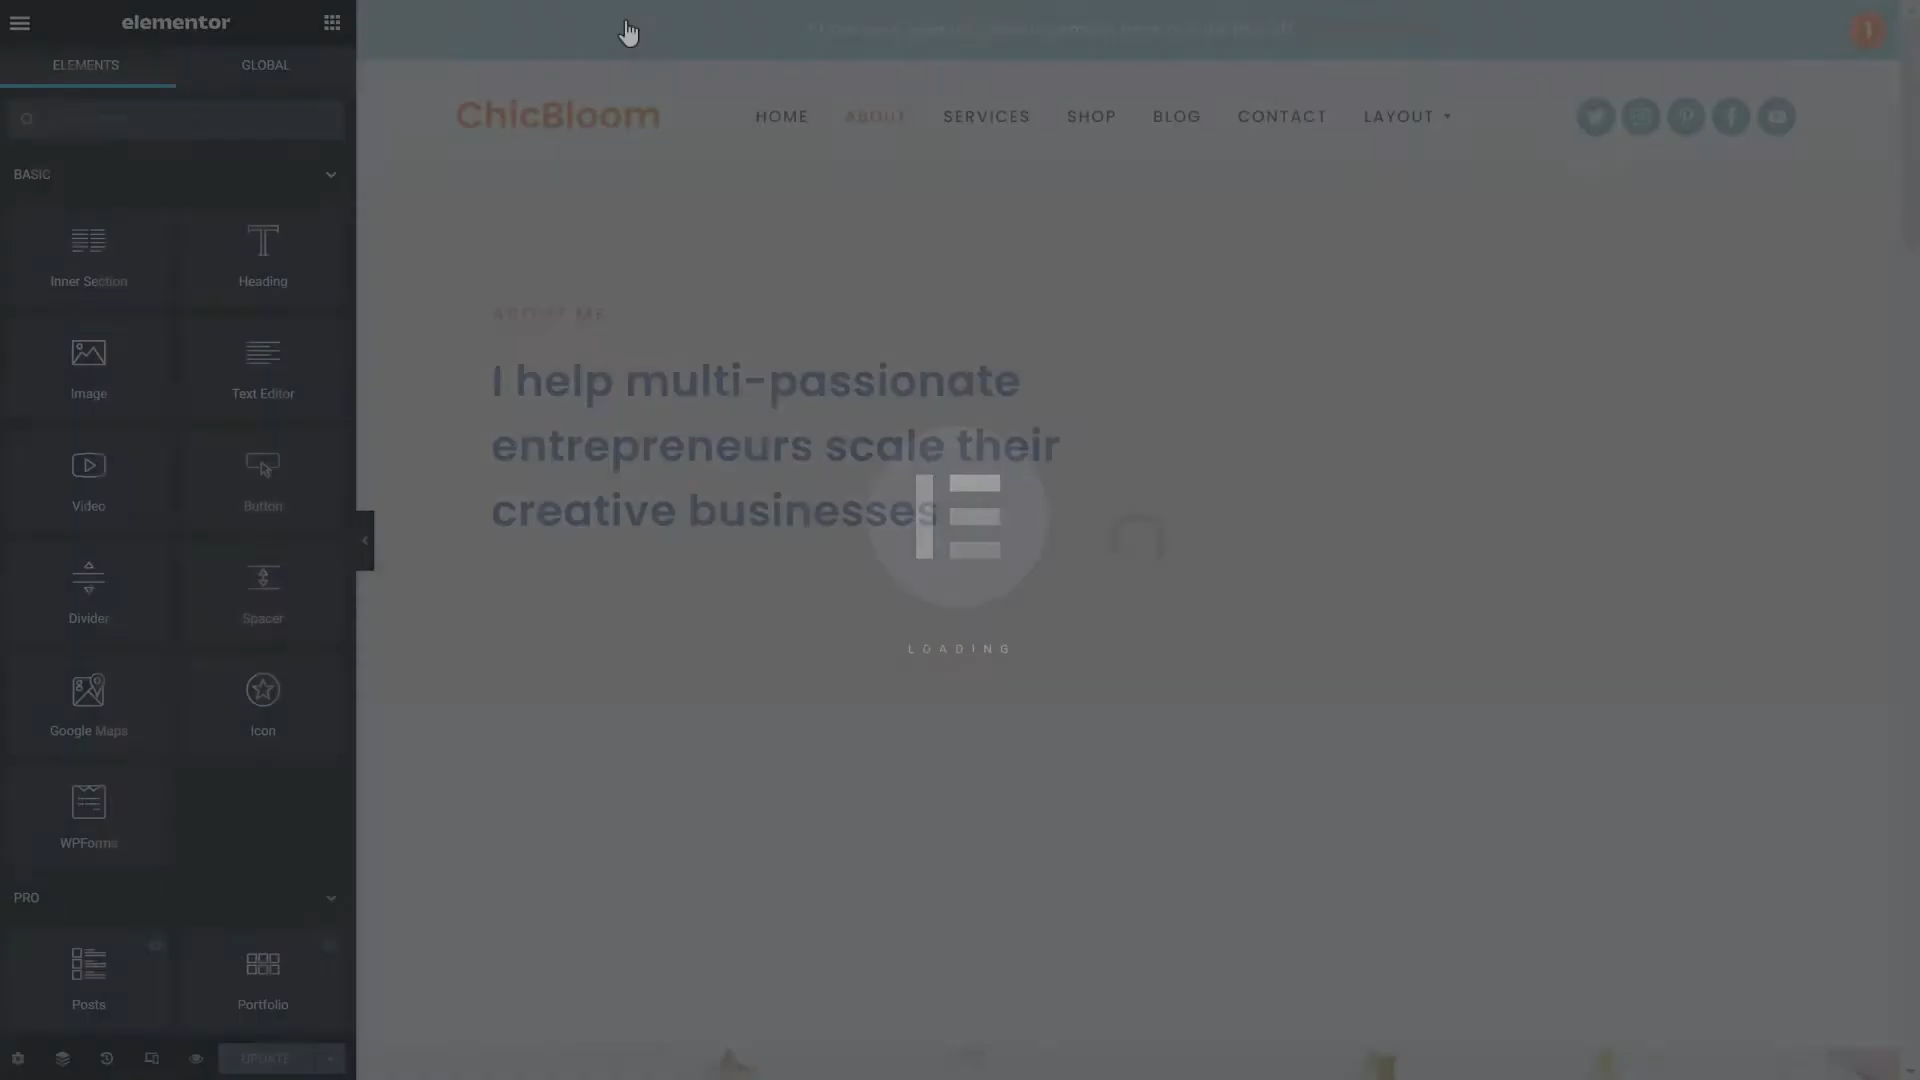 elementor
ELEMENTS
GLOBAL
BASIC
Inner Section
Heading
Image
Text Editor
Video
Button
Divider
Spacer
Google Maps
Icon
WPForms
PRO
Posts
Portfolio
UPDATE
ChicBloom
HOME
ABOUT
SERVICES
SHOP
BLOG
CONTACT
LAYOUT
ABOUT ME
I help multi-passionate
entrepreneurs scale their
creative businesses
LOADING